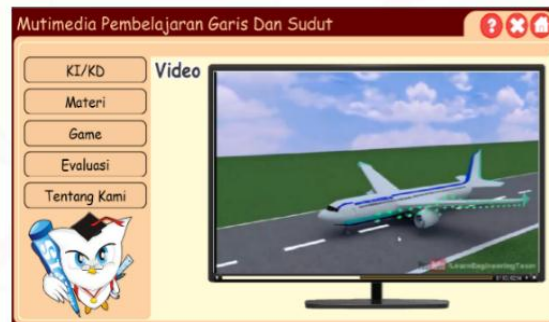 Mutimedia Pembelajaran Garis Dan Sudut
KI/KD
Video
Materi
Game
Evaluasi
Tentang Kami
LearnEngineeringTeam